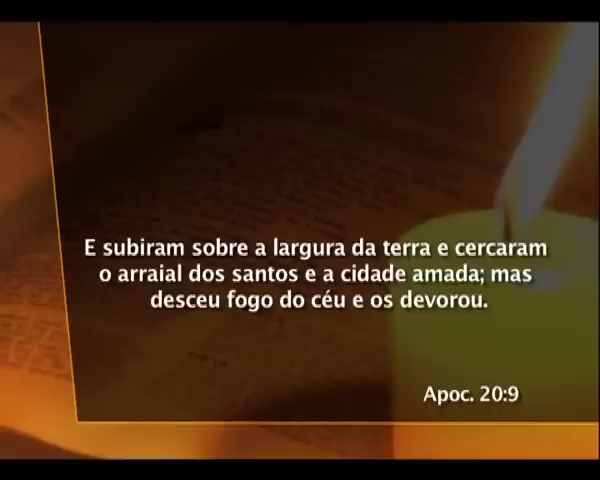 E subiram sobre a largura da terra e cercaram
o arraial dos santos e a cidade amada; mas
desceu fogo do céu e os devorou.
Apoc. 20:9